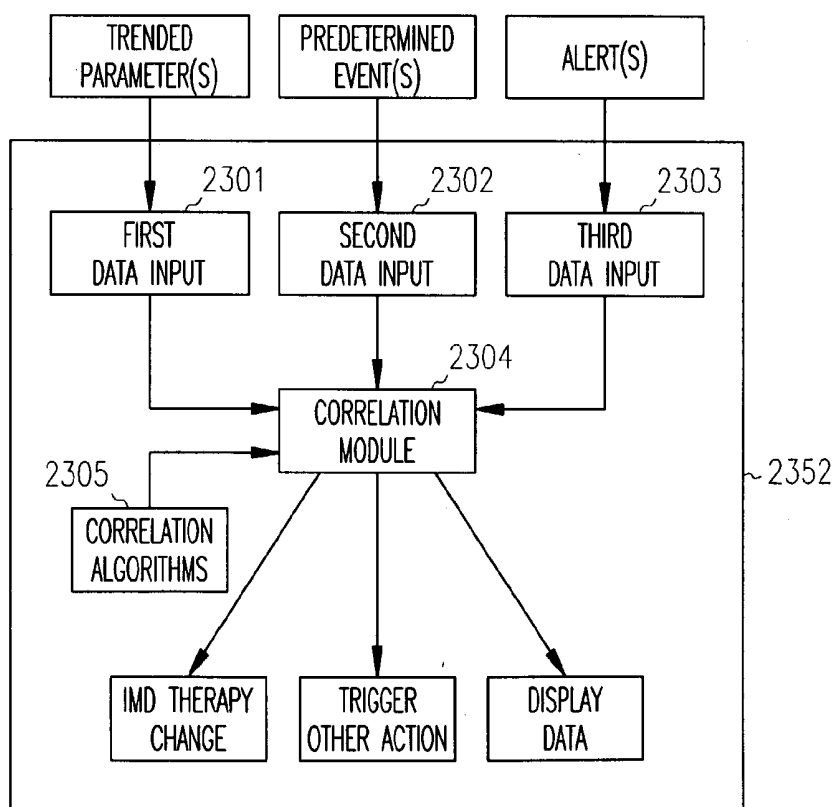 TRENDED
PARAMETER(S)
PREDETERMINED
EVENT(S)
ALERT(S)
2301
2302
2303
FIRST
DATA INPUT
SECOND
DATA INPUT
THIRD
DATA INPUT
2304
CORRELATION
MODULE
2305
CORRELATION
ALGORITHMS
2352
IMD THERAPY
CHANGE
TRIGGER
OTHER ACTION
DISPLAY
DATA